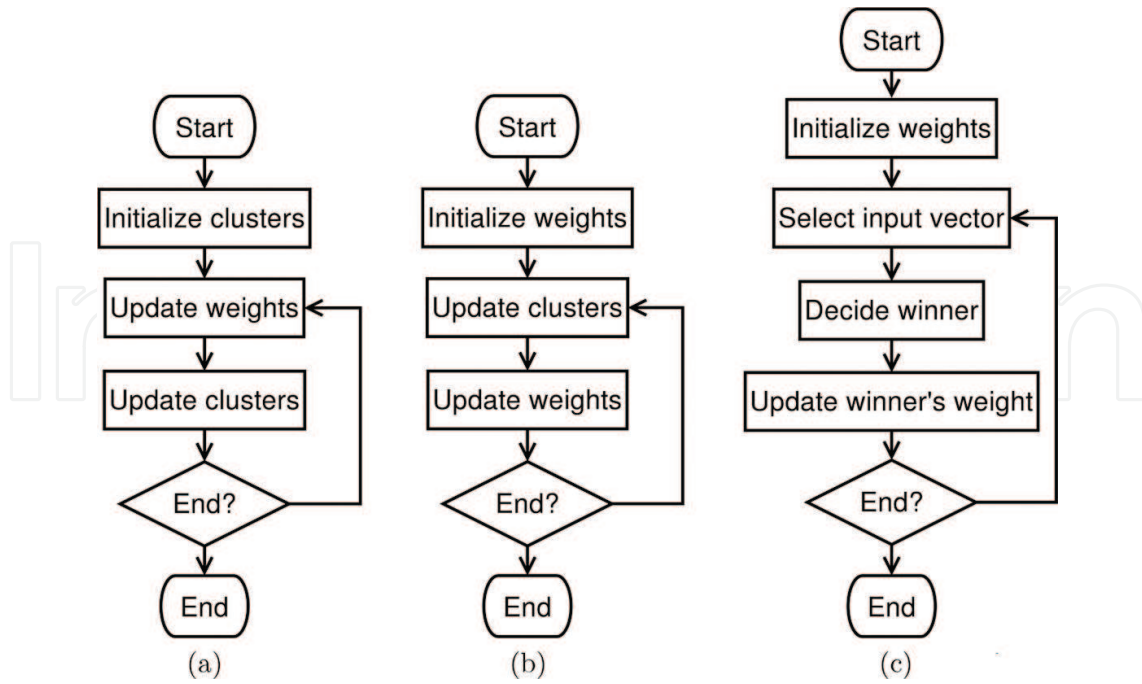 Start
Initialize clusters
Update weights
Update clusters
End?
End
(a)
Start
Initialize weights
Update clusters
Update weights
End?
End
(b)
Start
Initialize weights
Select input vector
Decide winner
Update winner's weight
End?
End
(c)